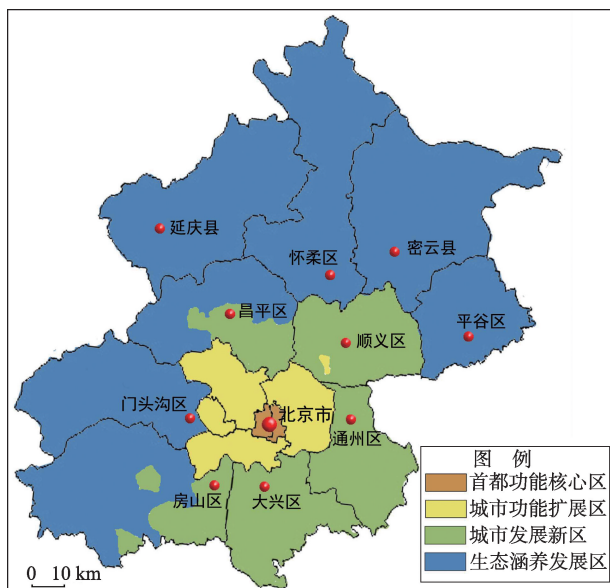 延庆县
怀柔区
密云县
昌平区
顺义区
平谷区
门头沟区
北京市
通州区
房山区
大兴区
图 例
首都功能核心区
城市功能扩展区
城市发展新区
生态涵养发展区
0 10 km